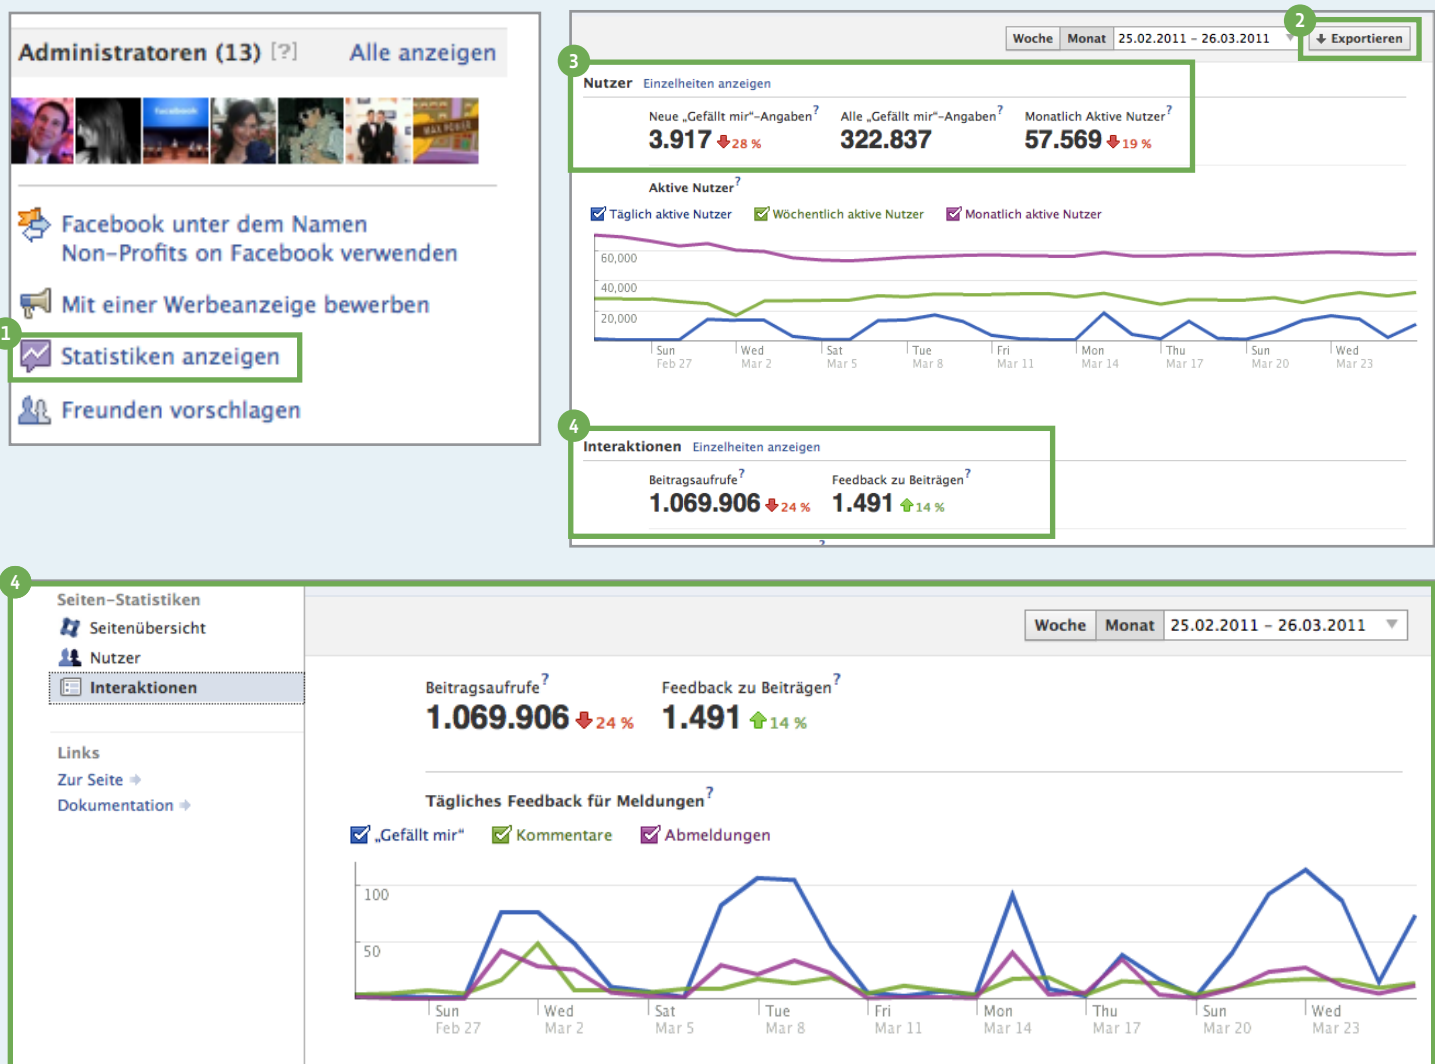 Administratoren (13) [?] Alle anzeigen
facebook
MAX POWER
Facebook unter dem Namen
Non-Profits on Facebook verwenden
Mit einer Werbeanzeige bewerben
1
Statistiken anzeigen
Freunden vorschlagen
2
Woche Monat 25.02.2011 – 26.03.2011 Exportieren
3
Nutzer Einzelheiten anzeigen
Neue „Gefällt mir“-Angaben? Alle „Gefällt mir“-Angaben? Monatlich Aktive Nutzer?
3.917 28 % 322.837 57.569 19 %
Aktive Nutzer?
Täglich aktive Nutzer Wöchentlich aktive Nutzer Monatlich aktive Nutzer
60,000
40,000
20,000
Sun Wed Sat Tue Fri Mon Thu Sun Wed
Feb 27 Mar 2 Mar 5 Mar 8 Mar 11 Mar 14 Mar 17 Mar 20 Mar 23
4
Interaktionen Einzelheiten anzeigen
Beitragsaufrufe? Feedback zu Beiträgen?
1.069.906 24 % 1.491 14 %
?
4
Seiten-Statistiken
Seitenübersicht
Nutzer
Interaktionen
Links
Zur Seite
Dokumentation
Woche Monat 25.02.2011 – 26.03.2011
Beitragsaufrufe? Feedback zu Beiträgen?
1.069.906 24 % 1.491 14 %
Tägliches Feedback für Meldungen?
„Gefällt mir“ Kommentare Abmeldungen
100
50
Sun Wed Sat Tue Fri Mon Thu Sun Wed
Feb 27 Mar 2 Mar 5 Mar 8 Mar 11 Mar 14 Mar 17 Mar 20 Mar 23